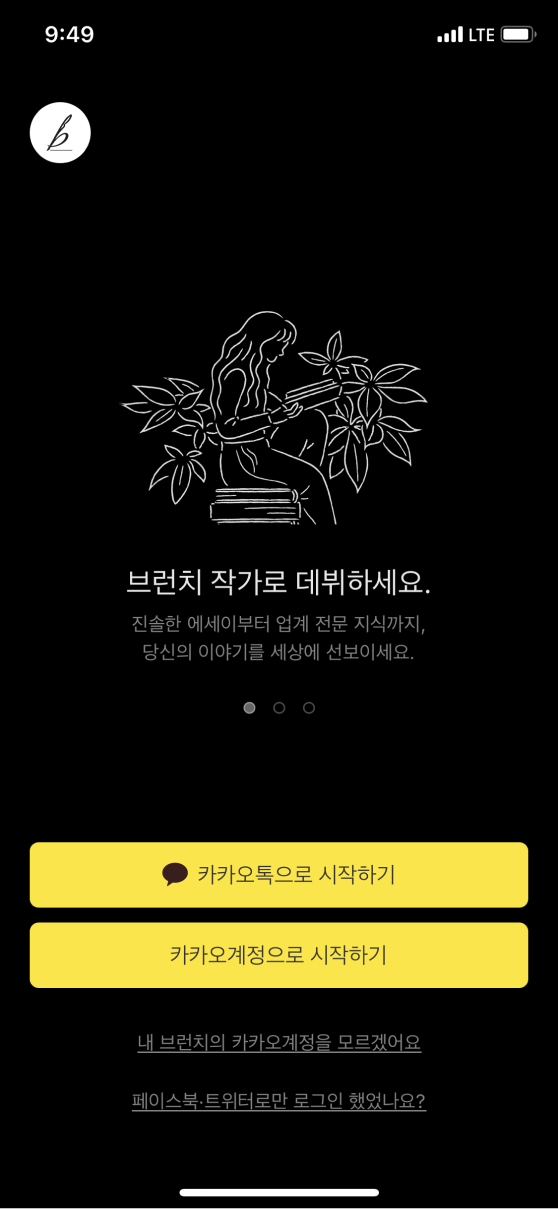 9:49
LTE
b
브런치 작가로 데뷔하세요.
진솔한 에세이부터 업계 전문 지식까지,
당신의 이야기를 세상에 선보이세요.
카카오톡으로 시작하기
카카오계정으로 시작하기
내 브런치의 카카오계정을 모르겠어요
페이스북·트위터로만 로그인 했었나요?